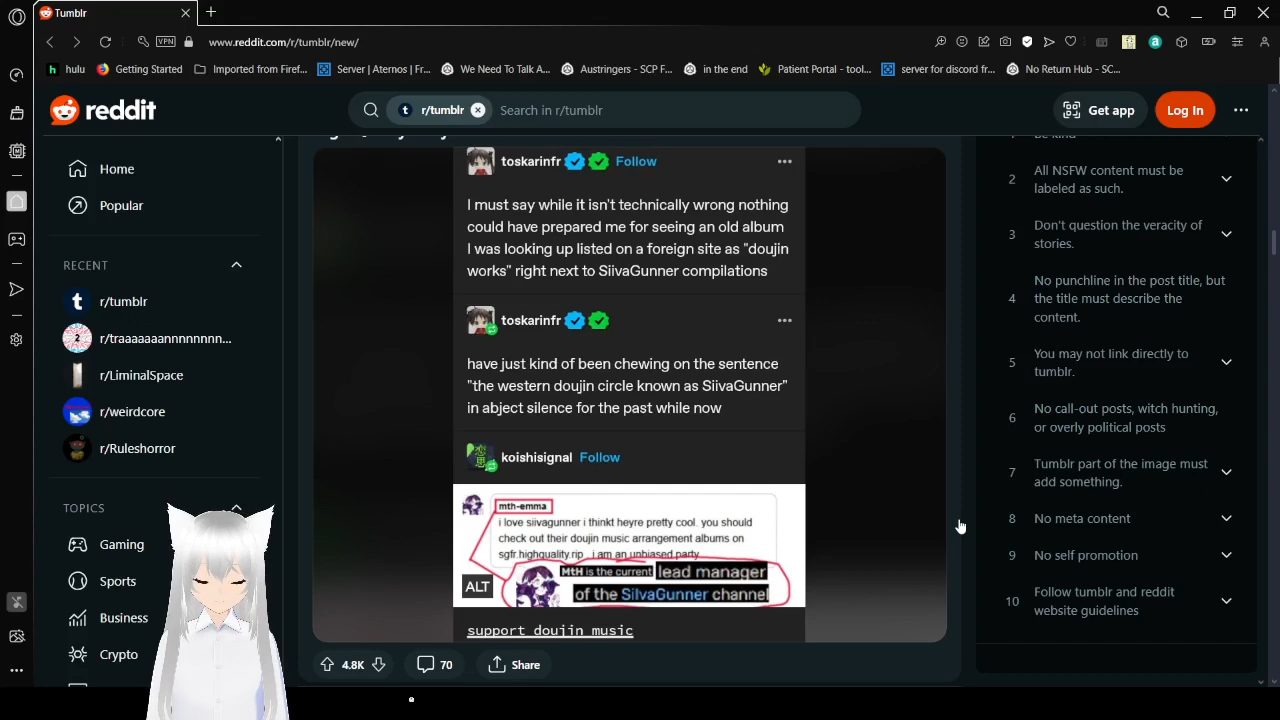 Tumblr
VPN
www.reddit.com/r/tumblr/new/
hulu
Getting Started
Imported from Firef...
Server | Aternos | Fr...
We Need To Talk A...
Austringers - SCP F...
in the end
Patient Portal - tool...
server for discord fr...
No Return Hub - SC...
reddit
r/tumblr
Search in r/tumblr
Get app
Log In
Home
Popular
RECENT
r/tumblr
r/traaaaaaannnnnnnn...
r/LiminalSpace
r/weirdcore
r/Ruleshorror
TOPICS
Gaming
Sports
Business
Crypto
toskarinfr Follow
I must say while it isn't technically wrong nothing
could have prepared me for seeing an old album
I was looking up listed on a foreign site as "doujin
works" right next to SiivaGunner compilations
toskarinfr
have just kind of been chewing on the sentence
"the western doujin circle known as SiivaGunner"
in abject silence for the past while now
koishisignal Follow
mth-emma
i love siivagunner i thinkt heyre pretty cool. you should
check out their doujin music arrangement albums on
sgfr.highquality.rip i am an unbiased party
MtH is the current lead manager
of the SiIvaGunner channel
ALT
support doujin music
4.8K
70
Share
be kind
2 All NSFW content must be
labeled as such.
3 Don't question the veracity of
stories.
4 No punchline in the post title, but
the title must describe the
content.
5 You may not link directly to
tumblr.
6 No call-out posts, witch hunting,
or overly political posts
7 Tumblr part of the image must
add something.
8 No meta content
9 No self promotion
10 Follow tumblr and reddit
website guidelines